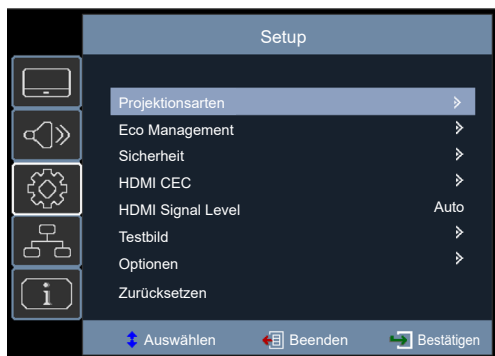 Setup
Projektionsarten
Eco Management
Sicherheit
HDMI CEC
HDMI Signal Level Auto
Testbild
Optionen
Zurücksetzen
i
Auswählen Beenden Bestätigen